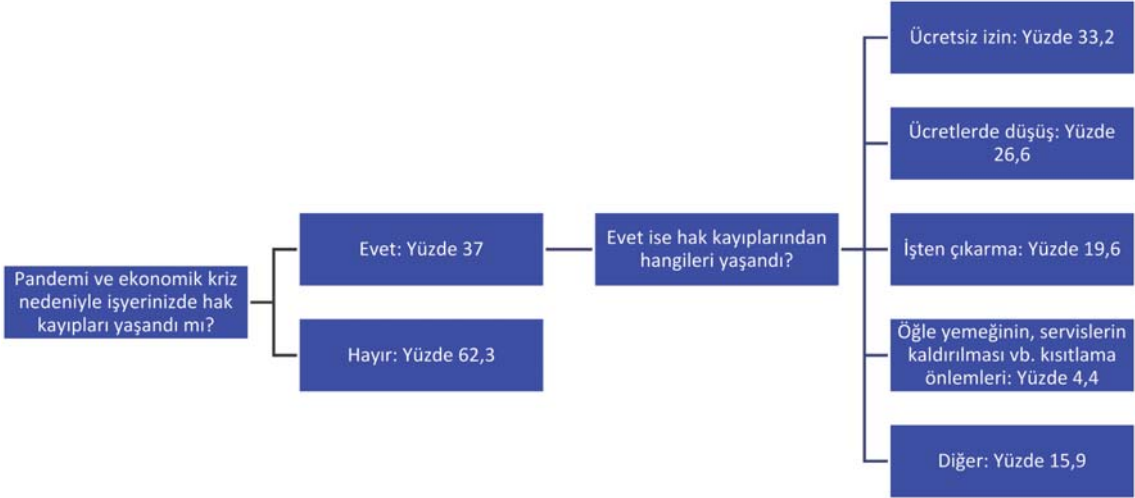 Pandemi ve ekonomik kriz
nedeniyle işyerinizde hak
kayıpları yaşandı mı?
Evet: Yüzde 37
Hayır: Yüzde 62,3
Evet ise hak kayıplarından
hangileri yaşandı?
Ücretsiz izin: Yüzde 33,2
Ücretlerde düşüş: Yüzde
26,6
İşten çıkarma: Yüzde 19,6
Öğle yemeğinin, servislerin
kaldırılması vb. kısıtlama
önlemleri: Yüzde 4,4
Diğer: Yüzde 15,9